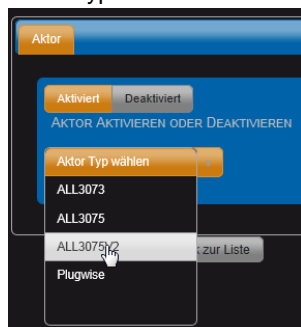 Aktor
Aktiviert Deaktiviert
AKTOR AKTIVIEREN ODER DEAKTIVIEREN
Aktor Typ wählen
ALL3073
ALL3075
ALL3075V2
zur Liste
Plugwise